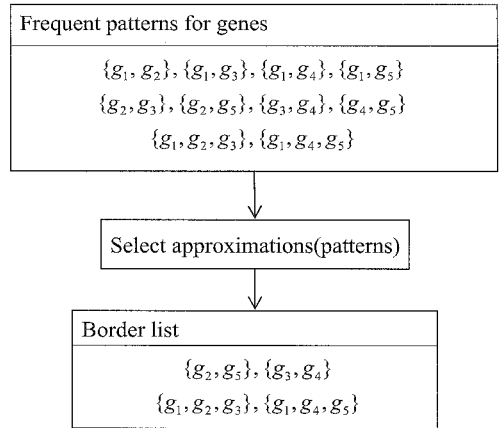 Frequent patterns for genes
{g₁, g₂}, {g₁, g₃}, {g₁, g₄}, {g₁, g₅}
{g₂, g₃}, {g₂, g₅}, {g₃, g₄}, {g₄, g₅}
{g₁, g₂, g₃}, {g₁, g₄, g₅}
Select approximations(patterns)
Border list
{g₂, g₅}, {g₃, g₄}
{g₁, g₂, g₃}, {g₁, g₄, g₅}